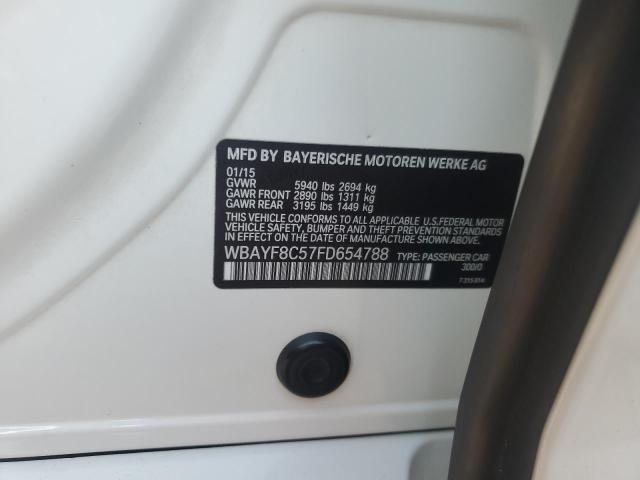 MFD BY BAYERISCHE MOTOREN WERKE AG
01/15
GVWR 5940 lbs 2694 kg
GAWR FRONT 2890 lbs 1311 kg
GAWR REAR 3195 lbs 1449 kg
THIS VEHICLE CONFORMS TO ALL APPLICABLE U.S.FEDERAL MOTOR
VEHICLE SAFETY, BUMPER AND THEFT PREVENTION STANDARDS
IN EFFECT ON THE DATE OF MANUFACTURE SHOWN ABOVE.
WBAYF8C57FD654788 TYPE: PASSENGER CAR
300/0